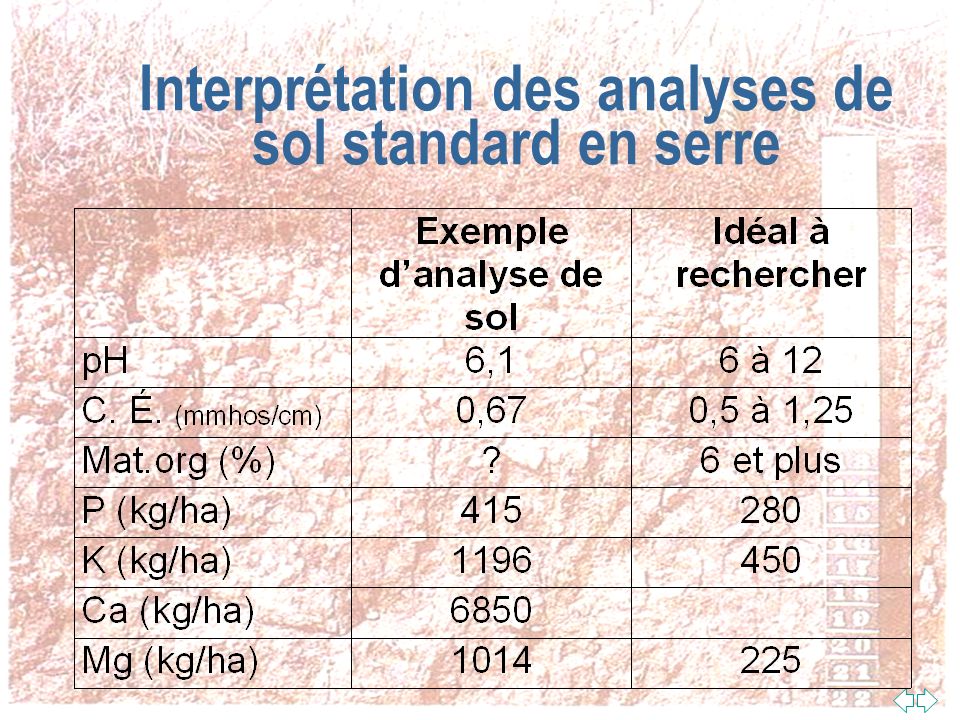 Interprétation des analyses de
sol standard en serre
Exemple d’analyse de sol Idéal à rechercher
pH 6,1 6 à 12
C. É. (mmhos/cm) 0,67 0,5 à 1,25
Mat.org (%) ? 6 et plus
P (kg/ha) 415 280
K (kg/ha) 1196 450
Ca (kg/ha) 6850
Mg (kg/ha) 1014 225